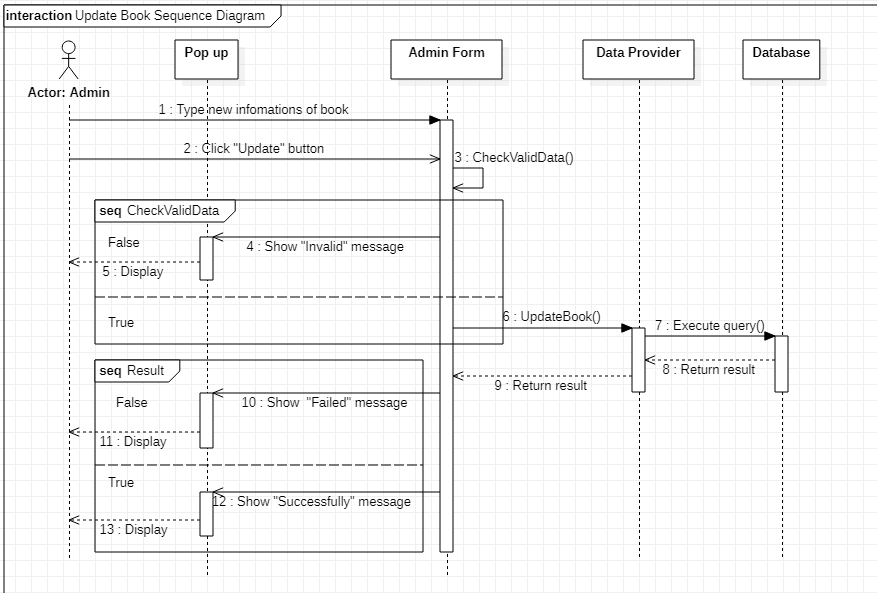 interaction Update Book Sequence Diagram
Pop up
Admin Form
Data Provider
Database
Actor: Admin
1 : Type new infomations of book
2 : Click "Update" button
3 : CheckValidData()
seq CheckValidData
False
4 : Show "Invalid" message
5 : Display
True
6 : UpdateBook()
7 : Execute query()
8 : Return result
9 : Return result
seq Result
False
10 : Show "Failed" message
11 : Display
True
12 : Show "Successfully" message
13 : Display